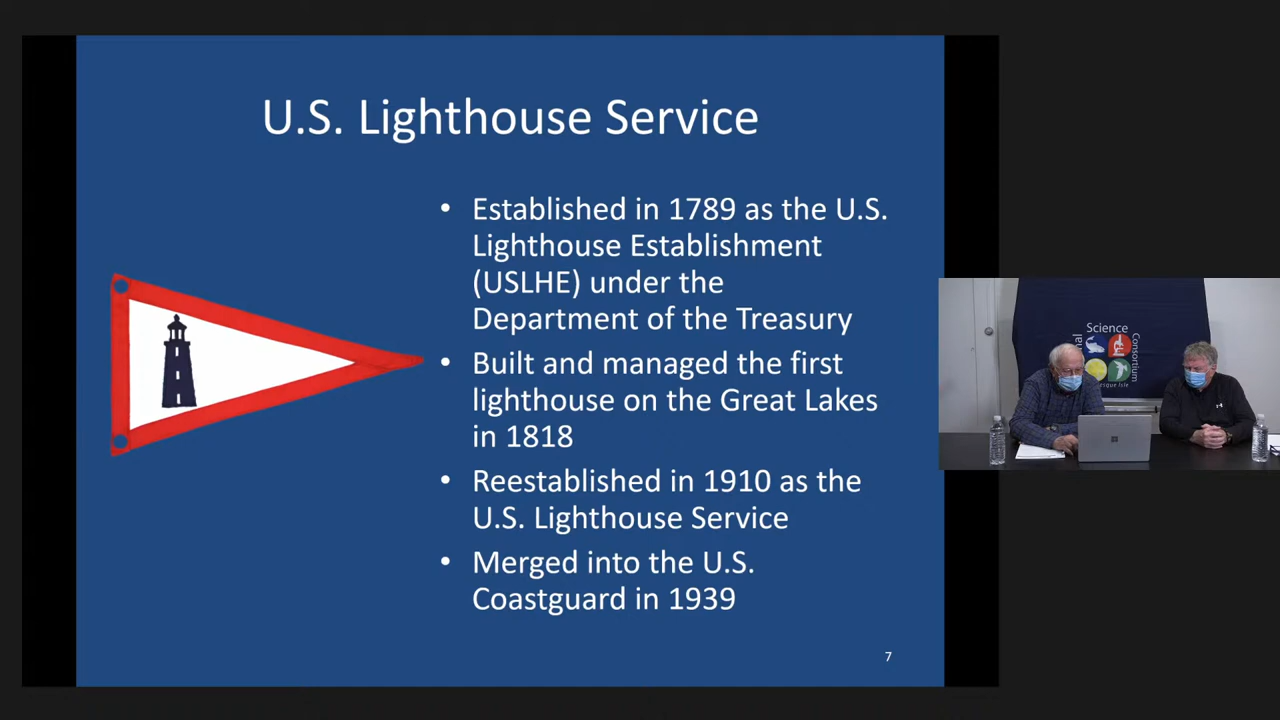 U.S. Lighthouse Service
• Established in 1789 as the U.S.
Lighthouse Establishment
(USLHE) under the
Department of the Treasury
• Built and managed the first
lighthouse on the Great Lakes
in 1818
• Reestablished in 1910 as the
U.S. Lighthouse Service
• Merged into the U.S.
Coastguard in 1939
7
Science
Consortium